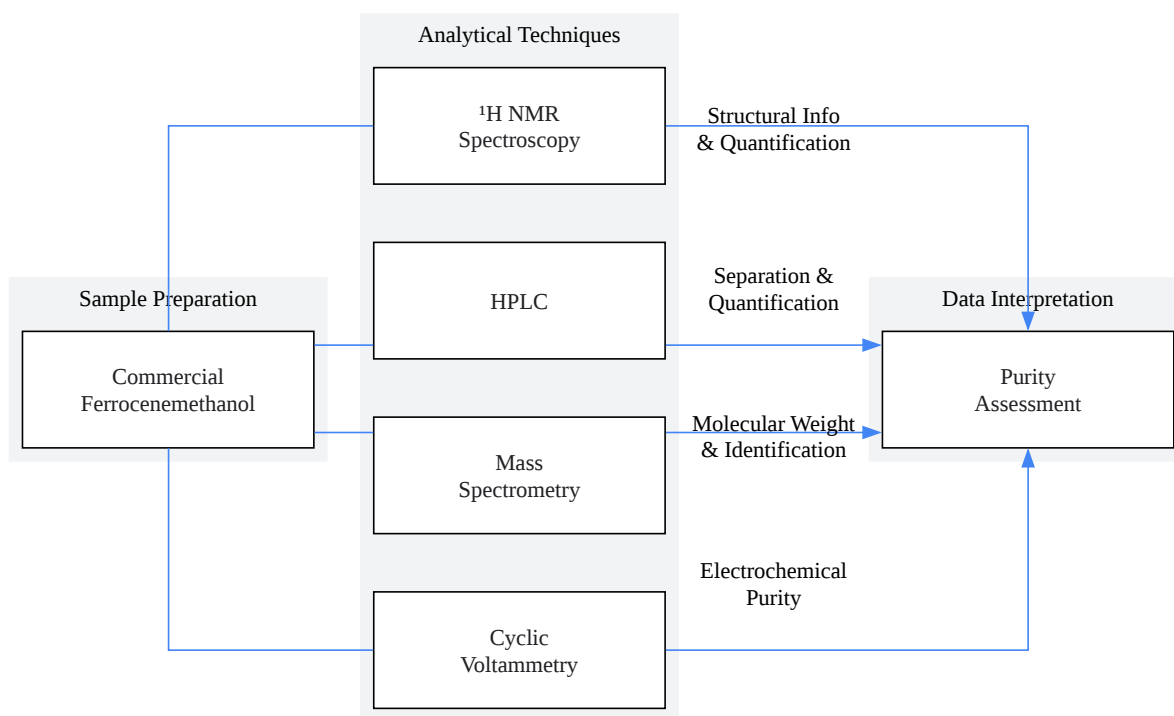 Analytical Techniques
¹H NMR
Spectroscopy
Structural Info
& Quantification
HPLC
Separation &
Quantification
Sample Preparation
Commercial
Ferrocenemethanol
Data Interpretation
Purity
Assessment
Mass
Spectrometry
Molecular Weight
& Identification
Cyclic
Voltammetry
Electrochemical
Purity